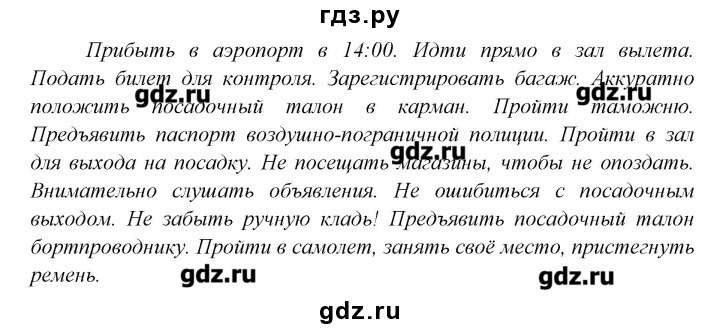 гдз.ру
Прибыть в аэропорт в 14:00. Идти прямо в зал вылета.
Подать билет для контроля. Зарегистрировать багаж. Аккуратно
gdz.ru gdz.ru
положить посадочный талон в карман. Пройти таможню.
Предъявить паспорт воздушно-пограничной полиции. Пройти в зал
gdz.ru
для выхода на посадку. Не посещать магазины, чтобы не опоздать.
Внимательно слушать объявления. Не ошибиться с посадочным
выходом. Не забыть ручную кладь! Предъявить посадочный талон
бортпроводнику. Пройти в самолет, занять своё место, пристегнуть
ремень.
gdz.ru gdz.ru
gdz.ru